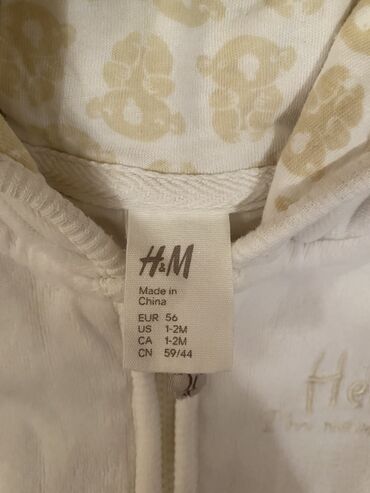 H&M
Made in
China
EUR 56
US 1-2M
CA 1-2M
CN 59/44
He
I'm